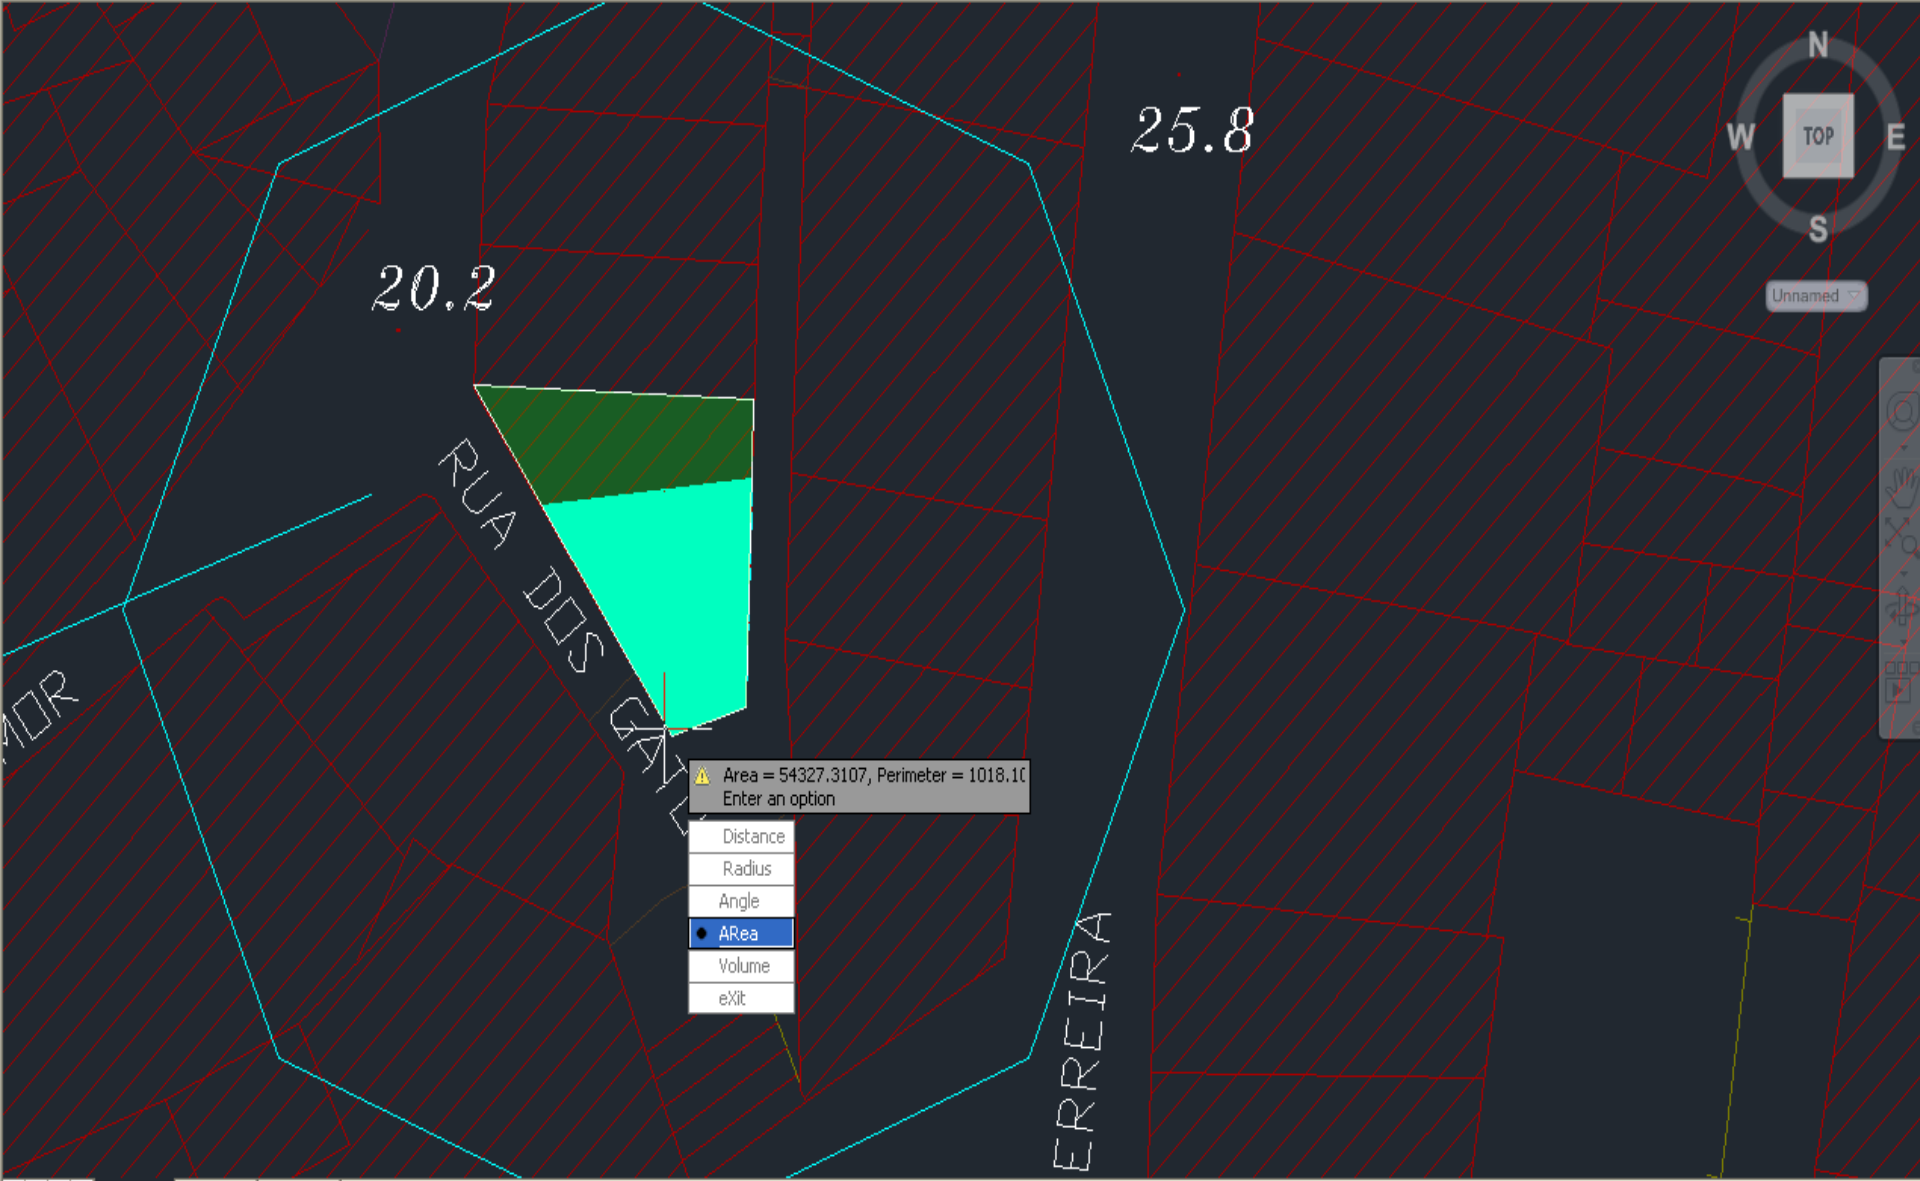 N
25.8
W TOP E
S
20.2
Unnamed
RUA DOS
MOR
Area = 54327.3107, Perimeter = 1018.10
Enter an option
Distance
Radius
Angle
ARea
Volume
eXit
ERREIRA